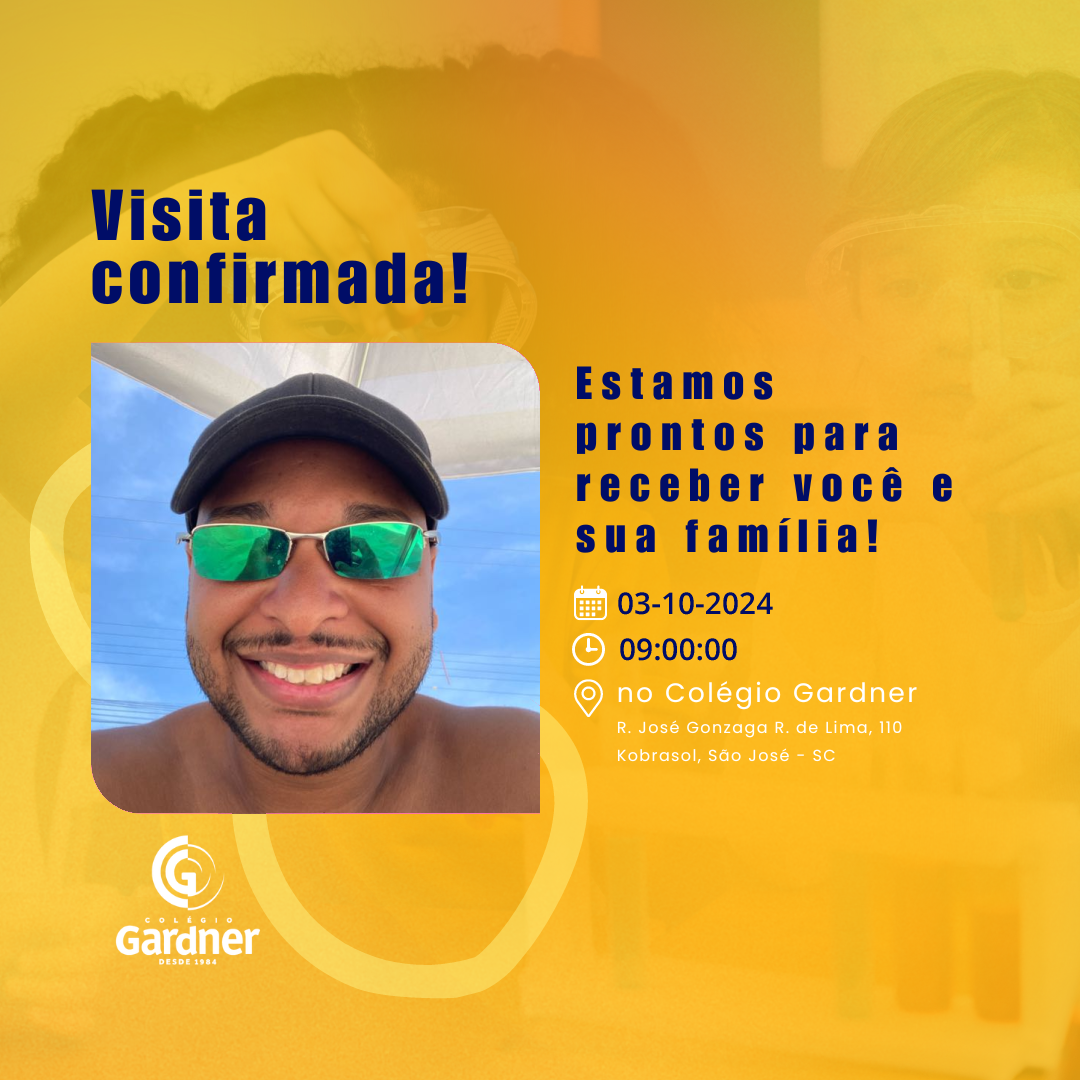 Visita
confirmada!
Estamos
prontos para
receber você e
sua família!
03-10-2024
09:00:00
no Colégio Gardner
R. José Gonzaga R. de Lima, 110
Kobrasol, São José - SC
G
COLÉGIO
Gardner
DESDE 1984